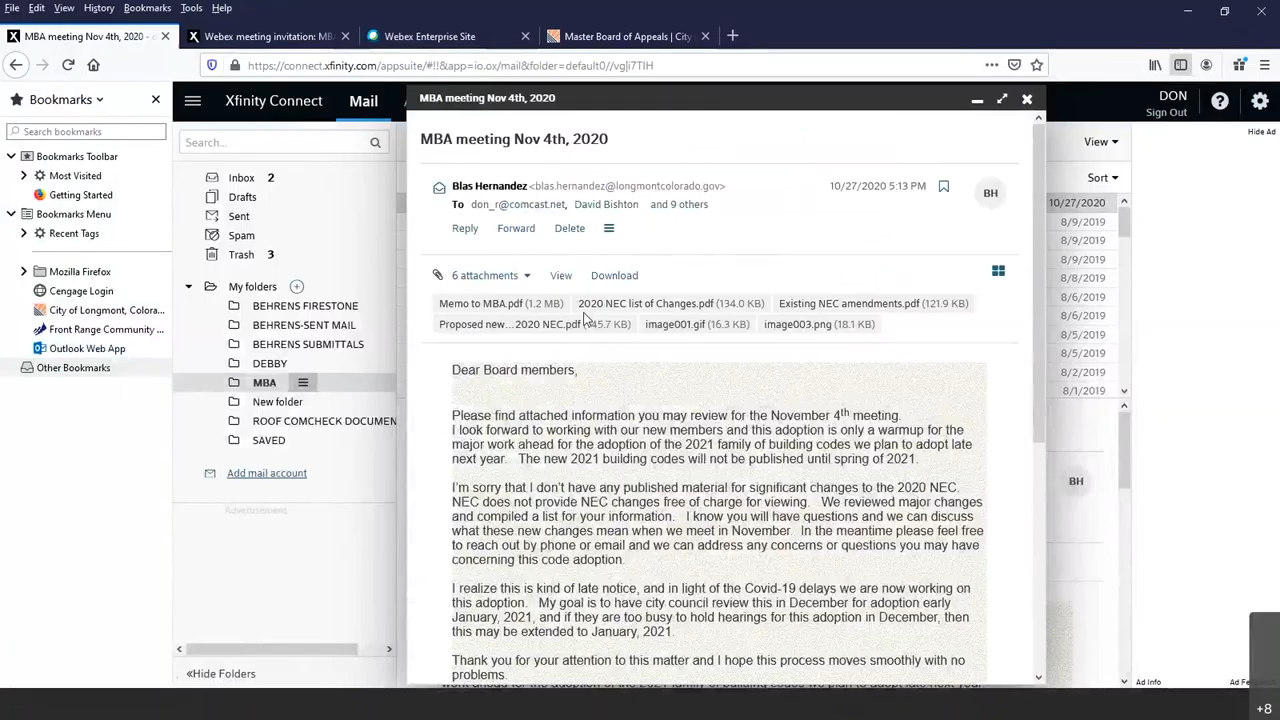 File Edit View History Bookmarks Tools Help
MBA meeting Nov 4th, 2020 -
Webex meeting invitation: MB
Webex Enterprise Site
Master Board of Appeals | City
https://connect.xfinity.com/appsuite/#!!&app=io.ox/mail&folder=default0//vg|i7TIH
Bookmarks
Search bookmarks
Bookmarks Toolbar
Most Visited
Getting Started
Bookmarks Menu
Recent Tags
Mozilla Firefox
Cengage Login
City of Longmont, Colora...
Front Range Community ...
Outlook Web App
Other Bookmarks
Xfinity Connect Mail
DON
Sign Out
Search...
Inbox 2
Drafts
Sent
Spam
Trash 3
My folders
BEHRENS FIRESTONE
BEHRENS-SENT MAIL
BEHRENS SUBMITTALS
DEBBY
MBA
New folder
ROOF COMCHECK DOCUMEN
SAVED
Add mail account
Advertisement
«Hide Folders
MBA meeting Nov 4th, 2020
MBA meeting Nov 4th, 2020
Blas Hernandez <blas.hernandez@longmontcolorado.gov> 10/27/2020 5:13 PM
BH
To don_r@comcast.net, David Bishton and 9 others
Reply Forward Delete
6 attachments View Download
Memo to MBA.pdf (1.2 MB) 2020 NEC list of Changes.pdf (134.0 KB) Existing NEC amendments.pdf (121.9 KB)
Proposed new...2020 NEC.pdf 45.7 KB) image001.gif (16.3 KB) image003.png (18.1 KB)
Dear Board members,
Please find attached information you may review for the November 4th meeting.
I look forward to working with our new members and this adoption is only a warmup for the
major work ahead for the adoption of the 2021 family of building codes we plan to adopt late
next year. The new 2021 building codes will not be published until spring of 2021.
I'm sorry that I don't have any published material for significant changes to the 2020 NEC.
NEC does not provide NEC changes free of charge for viewing. We reviewed major changes
and compiled a list for your information. I know you will have questions and we can discuss
what these new changes mean when we meet in November. In the meantime please feel free
to reach out by phone or email and we can address any concerns or questions you may have
concerning this code adoption.
I realize this is kind of late notice, and in light of the Covid-19 delays we are now working on
this adoption. My goal is to have city council review this in December for adoption early
January, 2021, and if they are too busy to hold hearings for this adoption in December, then
this may be extended to January, 2021.
Thank you for your attention to this matter and I hope this process moves smoothly with no
problems.
Hide Ad
View
Sort
10/27/2020
8/9/2019
8/9/2019
8/9/2019
8/8/2019
8/6/2019
8/5/2019
8/5/2019
8/2/2019
8/1/2019
BH
Ad Info
+8